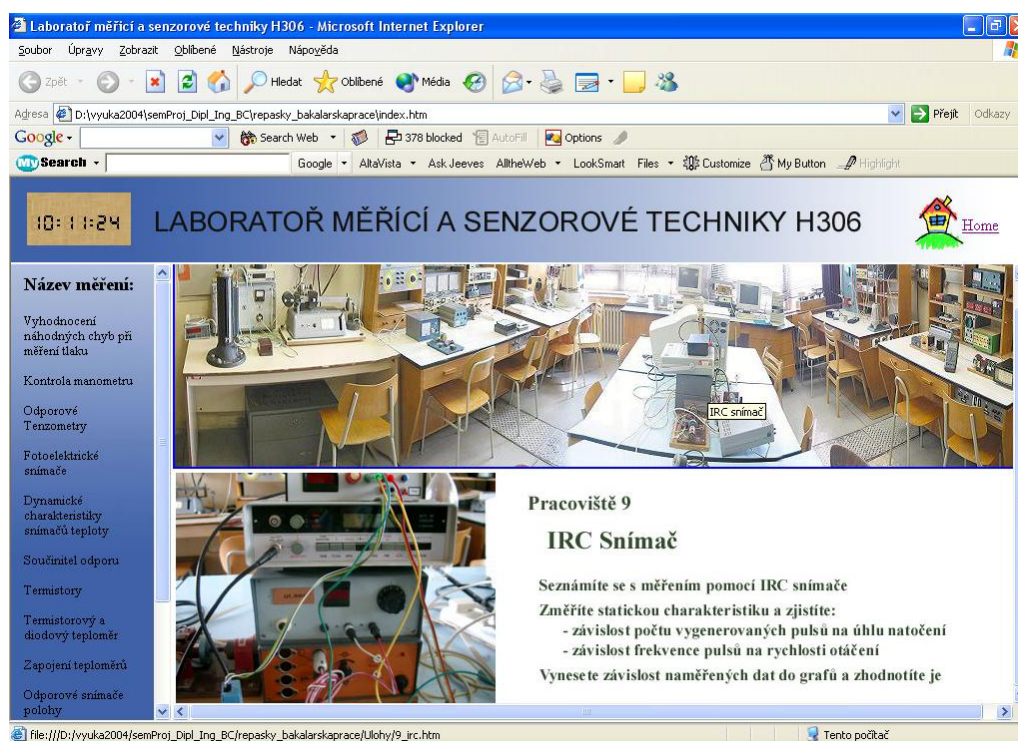 Laboratoř měřicí a senzorové techniky H306 - Microsoft Internet Explorer
Soubor Úpravy Zobrazit Oblíbené Nástroje Nápověda
Zpět Hledat Oblíbené Média
Adresa D:\vyuka2004\semProj_Dipl_Ing_BC\repasky_bakalarskaprace\index.htm Přejít Odkazy
Google Search Web 378 blocked AutoFill Options
My Search Google AltaVista Ask Jeeves AlltheWeb LookSmart Files Customize My Button Highlight
10:11:24 LABORATOŘ MĚŘÍCÍ A SENZOROVÉ TECHNIKY H306 Home
Název měření:
Vyhodnocení
náhodných chyb při
měření tlaku
Kontrola manometru
Odporové
Tenzometry
Fotoelektrické
snímače
Dynamické
charakteristiky
snímačů teploty
Součinitel odporu
Termistory
Termistorový a
diodový teploměr
Zapojení teploměrů
Odporové snímače
polohy
IRC snímač
Pracoviště 9
IRC Snímač
Seznámíte se s měřením pomocí IRC snímače
Změříte statickou charakteristiku a zjistíte:
- závislost počtu vygenerovaných pulsů na úhlu natočení
- závislost frekvence pulsů na rychlosti otáčení
Vynesete závislost naměřených dat do grafů a zhodnotíte je
file:///D:/vyuka2004/semProj_Dipl_Ing_BC/repasky_bakalarskaprace/Ulohy/9_irc.htm Tento počítač